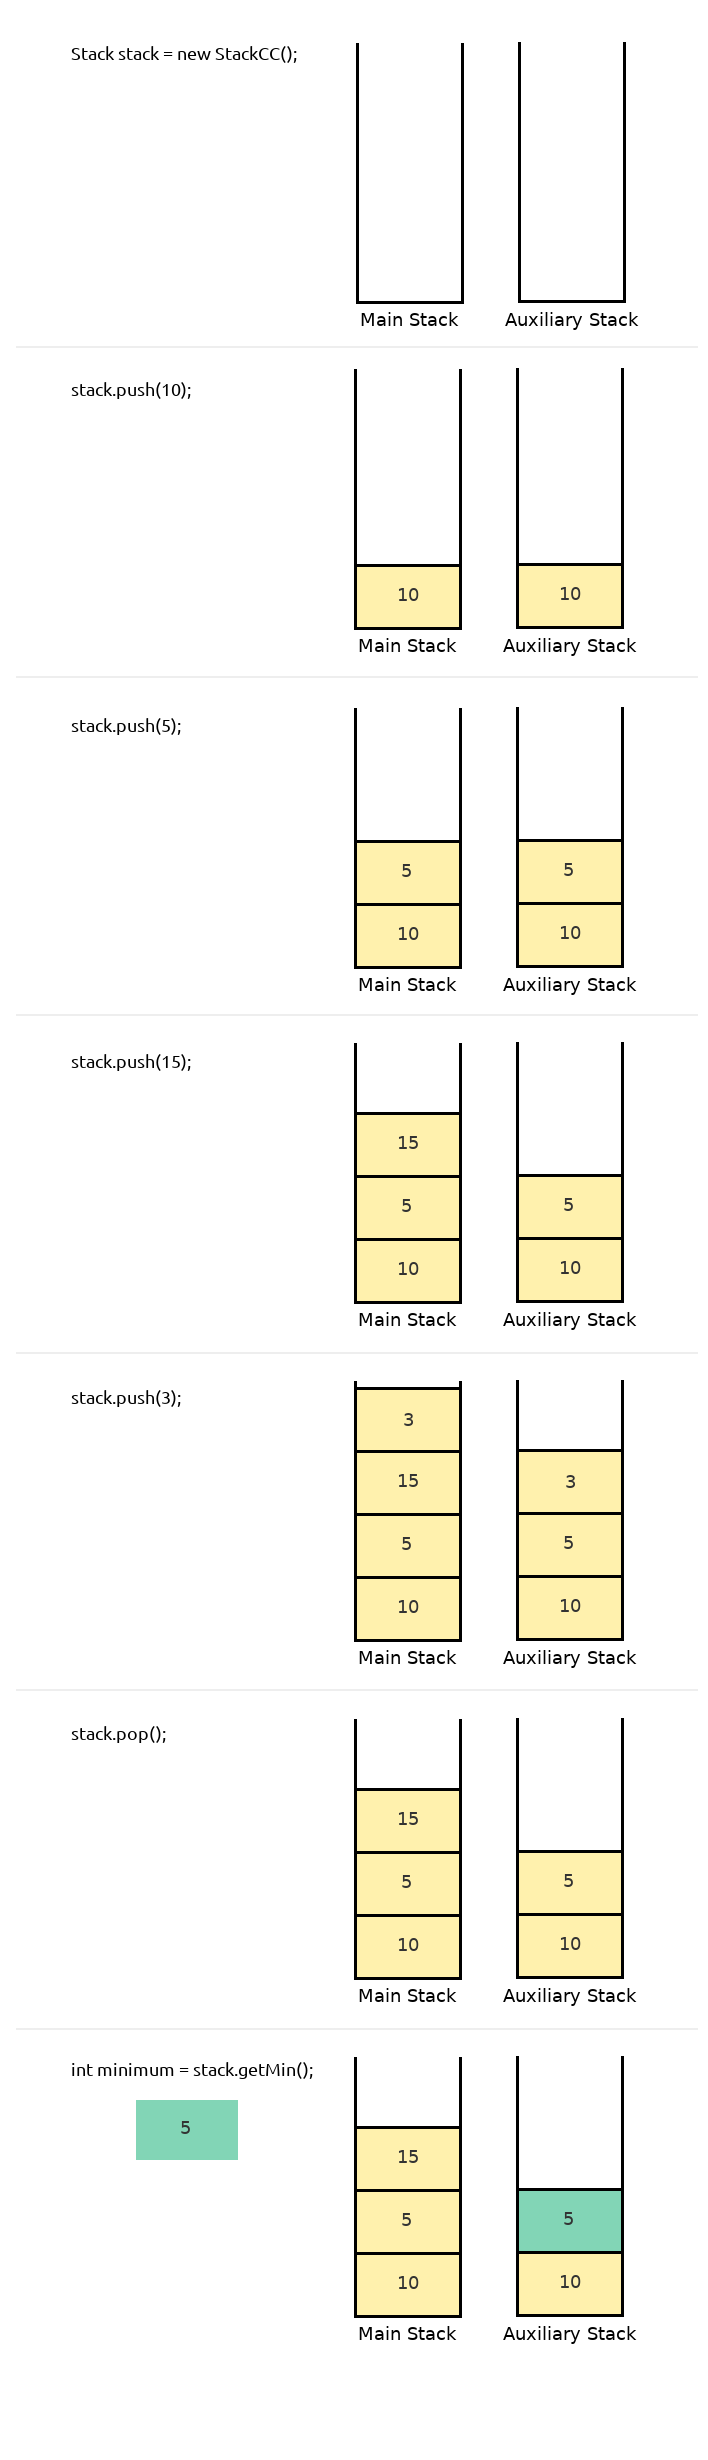 Stack stack = new StackCC();
Main Stack
Auxiliary Stack
stack.push(10);
10
10
Main Stack
Auxiliary Stack
stack.push(5);
5
5
10
10
Main Stack
Auxiliary Stack
stack.push(15);
15
5
5
10
10
Main Stack
Auxiliary Stack
stack.push(3);
3
15
3
5
5
10
10
Main Stack
Auxiliary Stack
stack.pop();
15
5
5
10
10
Main Stack
Auxiliary Stack
int minimum = stack.getMin();
5
15
5
5
10
10
Main Stack
Auxiliary Stack